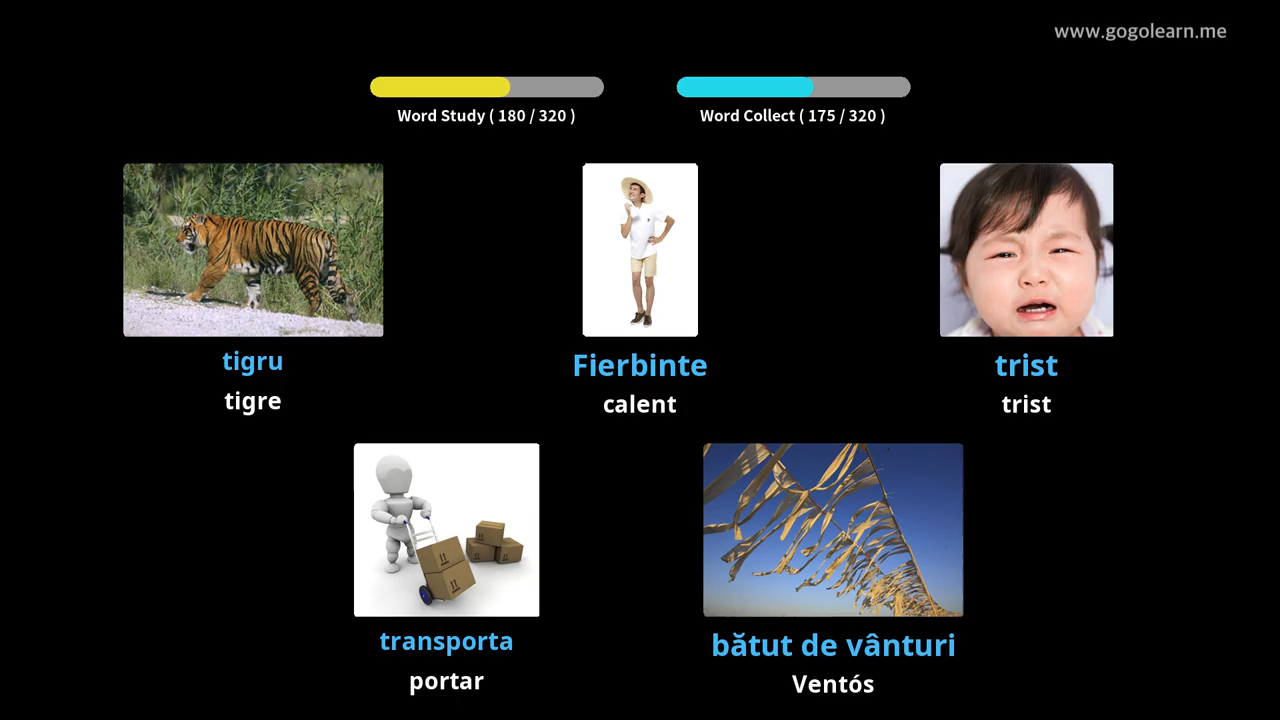 www.gogolearn.me
Word Study ( 180 / 320 )
Word Collect ( 175 / 320 )
tigru
tigre
Fierbinte
calent
trist
trist
transporta
portar
bătut de vânturi
Ventós